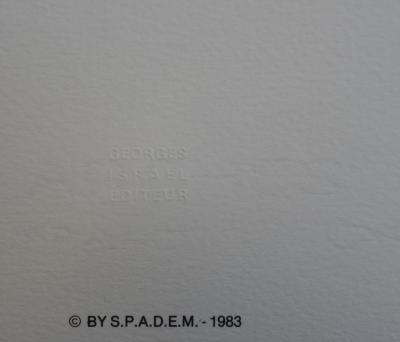 GEORGES
ISRAEL
EDITEUR
© BY S.P.A.D.E.M. - 1983